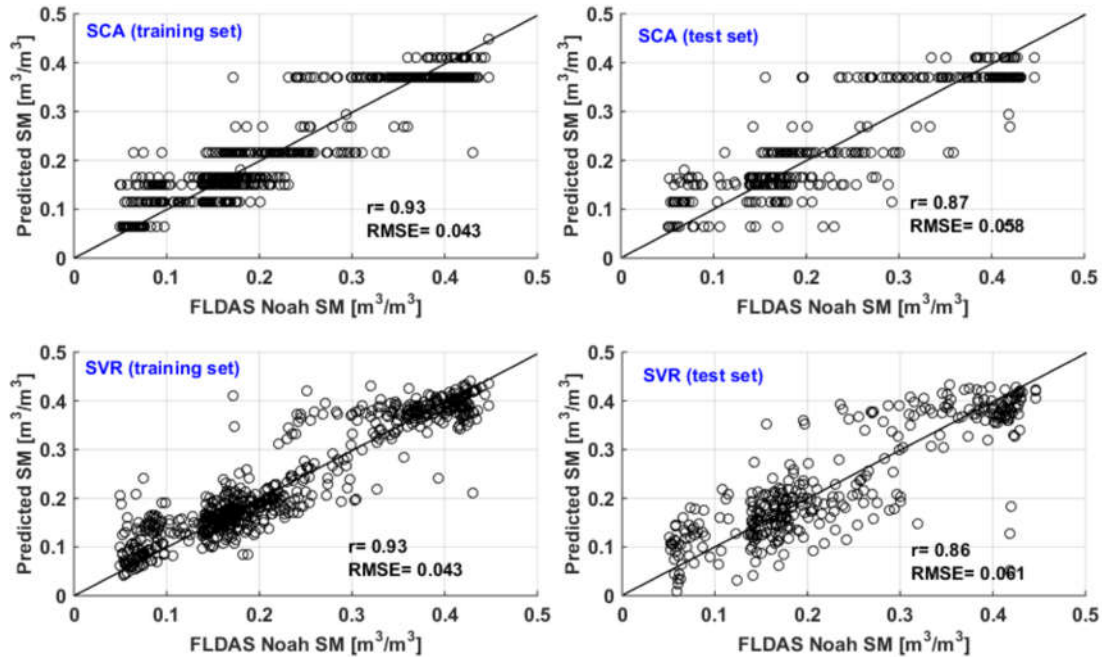 0.5
SCA (training set)
0.4
0.3
0.2
0.1
0
Predicted SM [m³/m³]
r= 0.93
RMSE= 0.043
0 0.1 0.2 0.3 0.4 0.5
FLDAS Noah SM [m³/m³]
0.5
SCA (test set)
0.4
0.3
0.2
0.1
0
Predicted SM [m³/m³]
r= 0.87
RMSE= 0.058
0 0.1 0.2 0.3 0.4 0.5
FLDAS Noah SM [m³/m³]
0.5
SVR (training set)
0.4
0.3
0.2
0.1
0
Predicted SM [m³/m³]
r= 0.93
RMSE= 0.043
0 0.1 0.2 0.3 0.4 0.5
FLDAS Noah SM [m³/m³]
0.5
SVR (test set)
0.4
0.3
0.2
0.1
0
Predicted SM [m³/m³]
r= 0.86
RMSE= 0.061
0 0.1 0.2 0.3 0.4 0.5
FLDAS Noah SM [m³/m³]